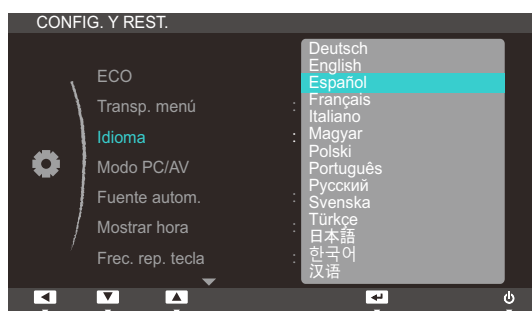 CONFIG. Y REST.
ECO
Transp. menú :
Idioma :
Modo PC/AV
Fuente autom. :
Mostrar hora :
Frec. rep. tecla :
Deutsch
English
Español
Français
Italiano
Magyar
Polski
Português
Русский
Svenska
Türkçe
日本語
한국어
汉语